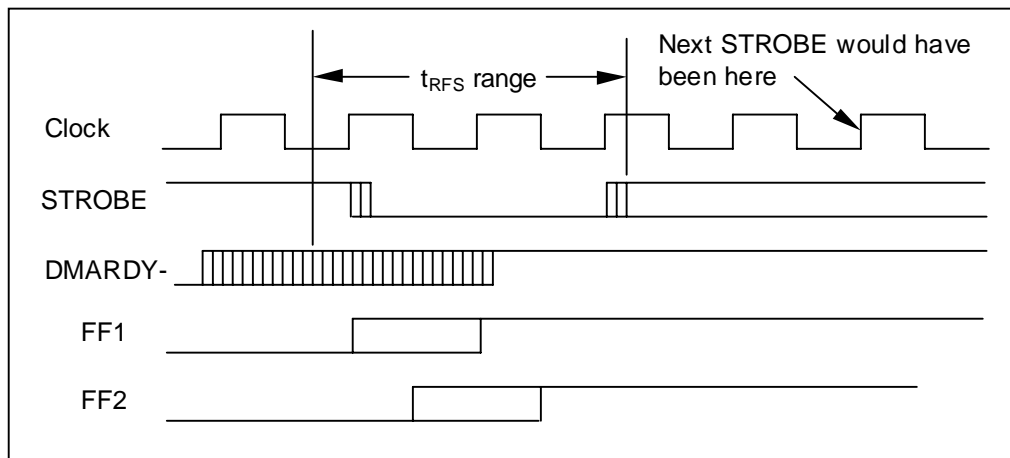 Next STROBE would have
been here
tRFS range
Clock
STROBE
DMARDY-
FF1
FF2